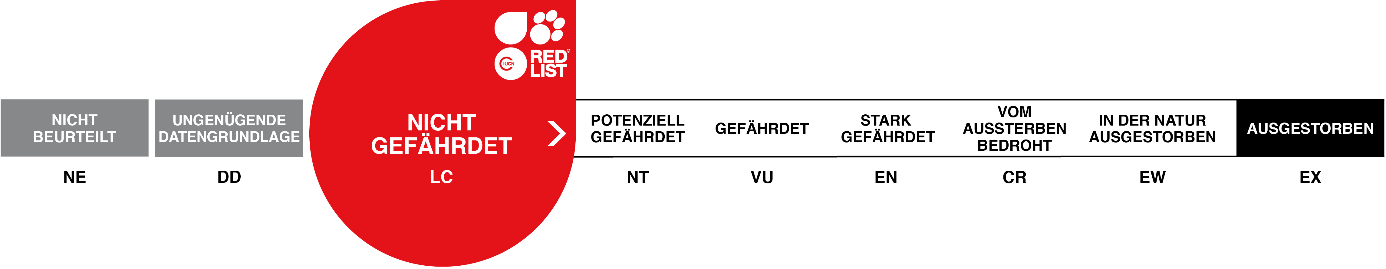 RED
LIST
IUCN
NICHT
BEURTEILT
UNGENÜGENDE
DATENGRUNDLAGE
NICHT
GEFÄHRDET
POTENZIELL
GEFÄHRDET
GEFÄHRDET
STARK
GEFÄHRDET
VOM
AUSSTERBEN
BEDROHT
IN DER NATUR
AUSGESTORBEN
AUSGESTORBEN
NE
DD
LC
NT
VU
EN
CR
EW
EX